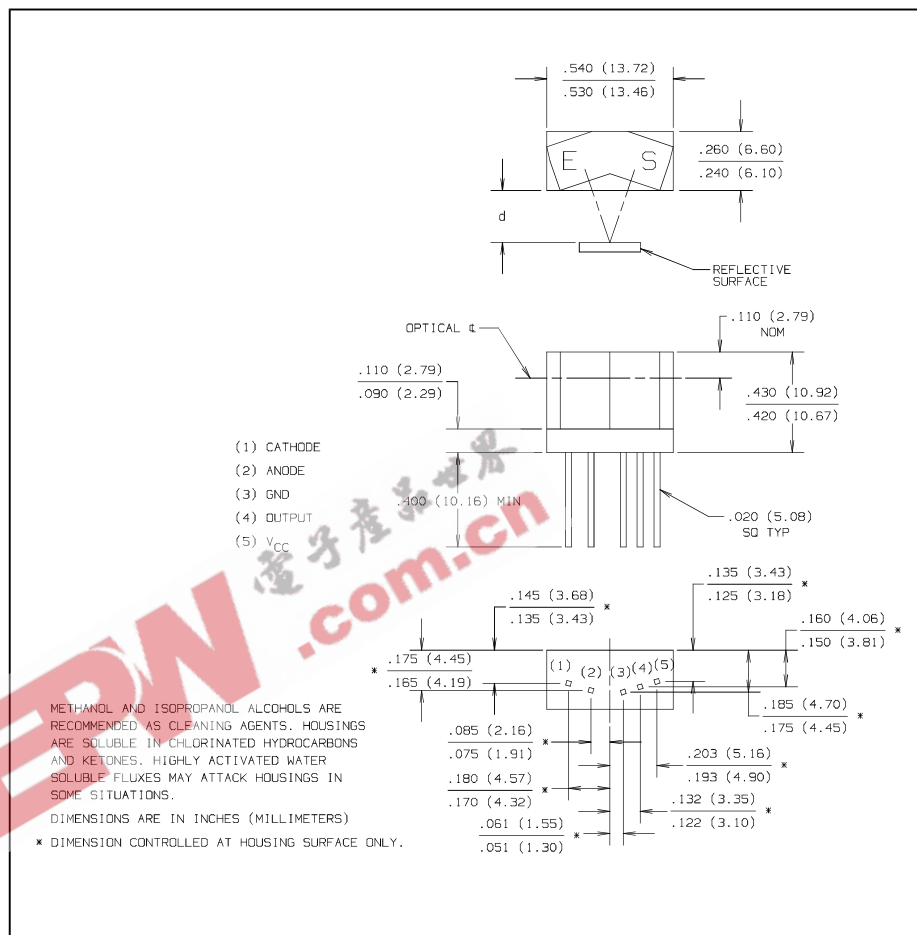 .540 (13.72)
.530 (13.46)
E S
.260 (6.60)
.240 (6.10)
d
REFLECTIVE
SURFACE
OPTICAL ℄
.110 (2.79)
NOM
.110 (2.79)
.090 (2.29)
.430 (10.92)
.420 (10.67)
(1) CATHODE
(2) ANODE
(3) GND
(4) OUTPUT
(5) VCC
.400 (10.16) MIN
.020 (5.08)
SQ TYP
電子產品世界
EPW
.com.cn
.145 (3.68)
.135 (3.43) *
.135 (3.43)
.125 (3.18) *
.160 (4.06)
.150 (3.81) *
* .175 (4.45)
.165 (4.19)
(1) (2) (3) (4) (5)
.185 (4.70)
.175 (4.45) *
METHANOL AND ISOPROPANOL ALCOHOLS ARE
RECOMMENDED AS CLEANING AGENTS. HOUSINGS
ARE SOLUBLE IN CHLORINATED HYDROCARBONS
AND KETONES. HIGHLY ACTIVATED WATER
SOLUBLE FLUXES MAY ATTACK HOUSINGS IN
SOME SITUATIONS.
DIMENSIONS ARE IN INCHES (MILLIMETERS)
* DIMENSION CONTROLLED AT HOUSING SURFACE ONLY.
.085 (2.16)
.075 (1.91) *
.203 (5.16)
.193 (4.90) *
.180 (4.57)
.170 (4.32) *
.132 (3.35)
.122 (3.10) *
.061 (1.55)
.051 (1.30) *